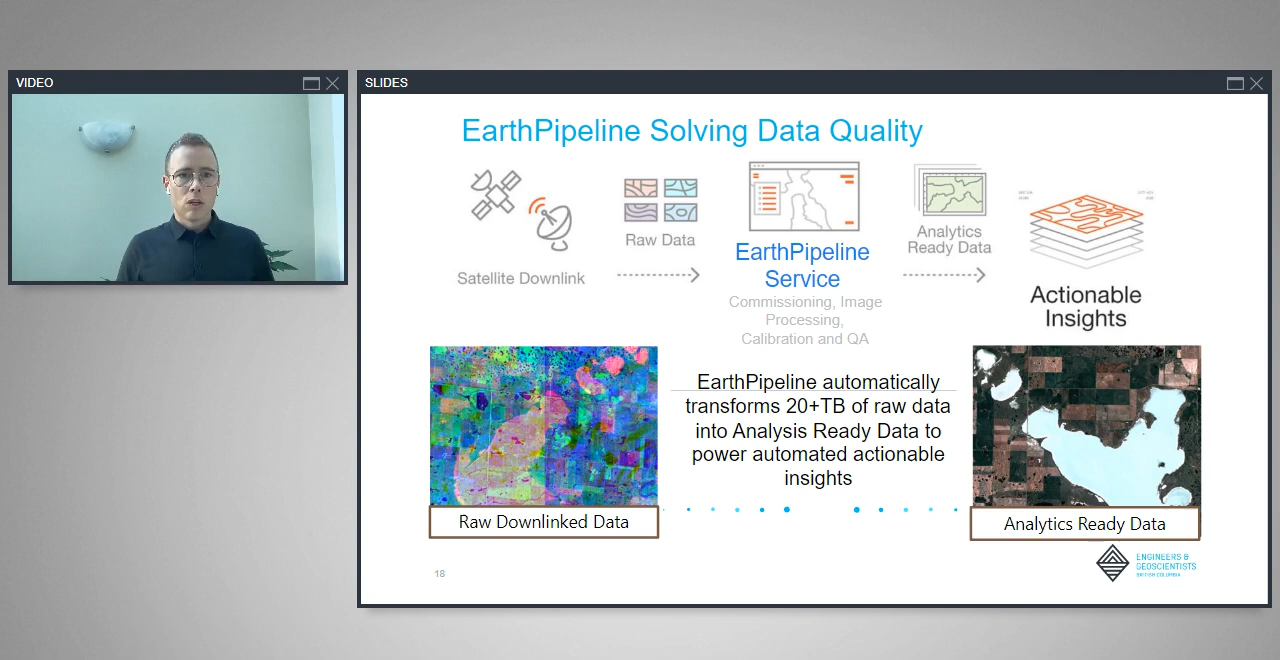 VIDEO
SLIDES
EarthPipeline Solving Data Quality
Satellite Downlink
Raw Data
EarthPipeline
Service
Commissioning, Image
Processing,
Calibration and QA
Analytics
Ready Data
Actionable
Insights
EarthPipeline automatically
transforms 20+TB of raw data
into Analysis Ready Data to
power automated actionable
insights
Raw Downlinked Data
Analytics Ready Data
18
ENGINEERS &
GEOSCIENTISTS
BRITISH COLUMBIA